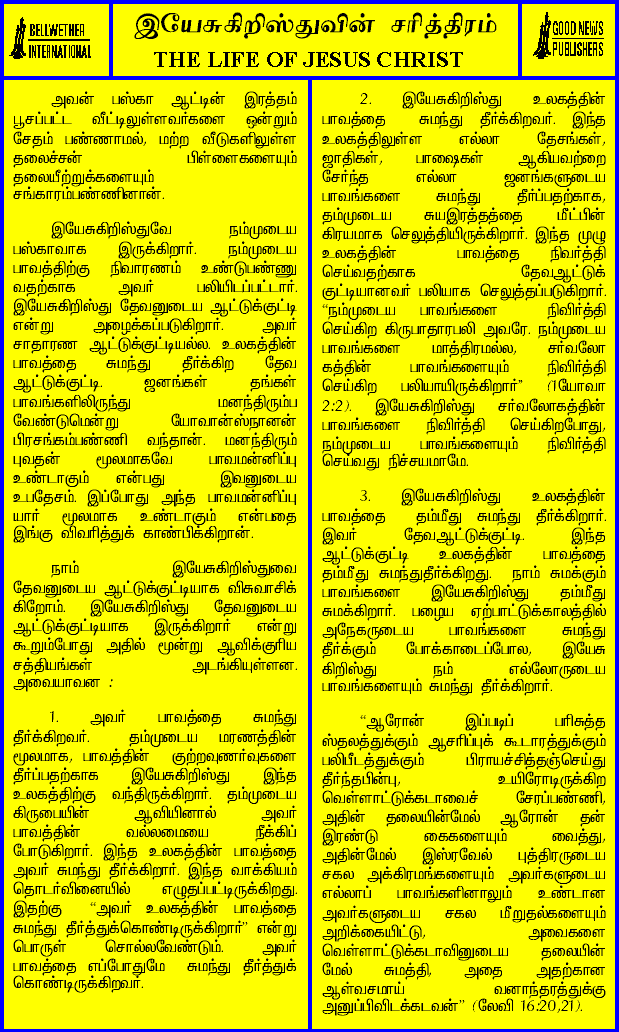 BELLWETHER
INTERNATIONAL
இயேசுகிறிஸ்துவின் சரித்திரம்
THE LIFE OF JESUS CHRIST
GOOD NEWS
PUBLISHERS
அவன் பஸ்கா ஆட்டின் இரத்தம்
பூசப்பட்ட வீட்டிலுள்ளவர்களை ஒன்றும்
சேதம் பண்ணாமல், மற்ற வீடுகளிலுள்ள
தலைச்சன் பிள்ளைகளையும்
தலையீற்றுக்களையும்
சங்காரம்பண்ணினான்.
இயேசுகிறிஸ்துவே நம்முடைய
பஸ்காவாக இருக்கிறார். நம்முடைய
பாவத்திற்கு நிவாரணம் உண்டுபண்ணு
வதற்காக அவர் பலியிடப்பட்டார்.
இயேசுகிறிஸ்து தேவனுடைய ஆட்டுக்குட்டி
என்று அழைக்கப்படுகிறார். அவர்
சாதாரண ஆட்டுக்குட்டியல்ல. உலகத்தின்
பாவத்தை சுமந்து தீர்க்கிற தேவ
ஆட்டுக்குட்டி. ஜனங்கள் தங்கள்
பாவங்களிலிருந்து மனந்திரும்ப
வேண்டுமென்று யோவான்ஸ்நானன்
பிரசங்கம்பண்ணி வந்தான். மனந்திரும்
புவதன் மூலமாகவே பாவமன்னிப்பு
உண்டாகும் என்பது இவனுடைய
உபதேசம். இப்போது அந்த பாவமன்னிப்பு
யார் மூலமாக உண்டாகும் என்பதை
இங்கு விவரித்துக் காண்பிக்கிறான்.
நாம் இயேசுகிறிஸ்துவை
தேவனுடைய ஆட்டுக்குட்டியாக விசுவாசிக்
கிறோம். இயேசுகிறிஸ்து தேவனுடைய
ஆட்டுக்குட்டியாக இருக்கிறார் என்று
கூறும்போது அதில் மூன்று ஆவிக்குரிய
சத்தியங்கள் அடங்கியுள்ளன.
அவையாவன :
1. அவர் பாவத்தை சுமந்து
தீர்க்கிறவர். தம்முடைய மரணத்தின்
மூலமாக, பாவத்தின் குற்றவுணர்வுகளை
தீர்ப்பதற்காக இயேசுகிறிஸ்து இந்த
உலகத்திற்கு வந்திருக்கிறார். தம்முடைய
கிருபையின் ஆவியினால் அவர்
பாவத்தின் வல்லமையை நீக்கிப்
போடுகிறார். இந்த உலகத்தின் பாவத்தை
அவர் சுமந்து தீர்க்கிறார். இந்த வாக்கியம்
தொடர்வினையில் எழுதப்பட்டிருக்கிறது.
இதற்கு “அவர் உலகத்தின் பாவத்தை
சுமந்து தீர்த்துக்கொண்டிருக்கிறார்” என்று
பொருள் சொல்லவேண்டும். அவர்
பாவத்தை எப்போதுமே சுமந்து தீர்த்துக்
கொண்டிருக்கிறவர்.
2. இயேசுகிறிஸ்து உலகத்தின்
பாவத்தை சுமந்து தீர்க்கிறவர். இந்த
உலகத்திலுள்ள எல்லா தேசங்கள்,
ஜாதிகள், பாஷைகள் ஆகியவற்றை
சேர்ந்த எல்லா ஜனங்களுடைய
பாவங்களை சுமந்து தீர்ப்பதற்காக,
தம்முடைய சுயஇரத்தத்தை மீட்பின்
கிரயமாக செலுத்தியிருக்கிறார். இந்த முழு
உலகத்தின் பாவத்தை நிவர்த்தி
செய்வதற்காக தேவஆட்டுக்
குட்டியானவர் பலியாக செலுத்தப்படுகிறார்.
“நம்முடைய பாவங்களை நிவிர்த்தி
செய்கிற கிருபாதாரபலி அவரே. நம்முடைய
பாவங்களை மாத்திரமல்ல, சர்வலோ
கத்தின் பாவங்களையும் நிவிர்த்தி
செய்கிற பலியாயிருக்கிறார்” (1யோவா
2:2). இயேசுகிறிஸ்து சர்வலோகத்தின்
பாவங்களை நிவிர்த்தி செய்கிறபோது,
நம்முடைய பாவங்களையும் நிவிர்த்தி
செய்வது நிச்சயமாமே.
3. இயேசுகிறிஸ்து உலகத்தின்
பாவத்தை தம்மீது சுமந்து தீர்க்கிறார்.
இவர் தேவஆட்டுக்குட்டி. இந்த
ஆட்டுக்குட்டி உலகத்தின் பாவத்தை
தம்மீது சுமந்துதீர்க்கிறது. நாம் சுமக்கும்
பாவங்களை இயேசுகிறிஸ்து தம்மீது
சுமக்கிறார். பழைய ஏற்பாட்டுக்காலத்தில்
அநேகருடைய பாவங்களை சுமந்து
தீர்க்கும் போக்காடைப்போல, இயேசு
கிறிஸ்து நம் எல்லோருடைய
பாவங்களையும் சுமந்து தீர்க்கிறார்.
“ஆரோன் இப்படிப் பரிசுத்த
ஸ்தலத்துக்கும் ஆசரிப்புக் கூடாரத்துக்கும்
பலிபீடத்துக்கும் பிராயச்சித்தஞ்செய்து
தீர்ந்தபின்பு, உயிரோடிருக்கிற
வெள்ளாட்டுக்கடாவைச் சேரப்பண்ணி,
அதின் தலையின்மேல் ஆரோன் தன்
இரண்டு கைகளையும் வைத்து,
அதின்மேல் இஸ்ரவேல் புத்திரருடைய
சகல அக்கிரமங்களையும் அவர்களுடைய
எல்லாப் பாவங்களினாலும் உண்டான
அவர்களுடைய சகல மீறுதல்களையும்
அறிக்கையிட்டு, அவைகளை
வெள்ளாட்டுக்கடாவினுடைய தலையின்
மேல் சுமத்தி, அதை அதற்கான
ஆள்வசமாய் வனாந்தரத்துக்கு
அனுப்பிவிடக்கடவன்” (லேவி 16:20,21).